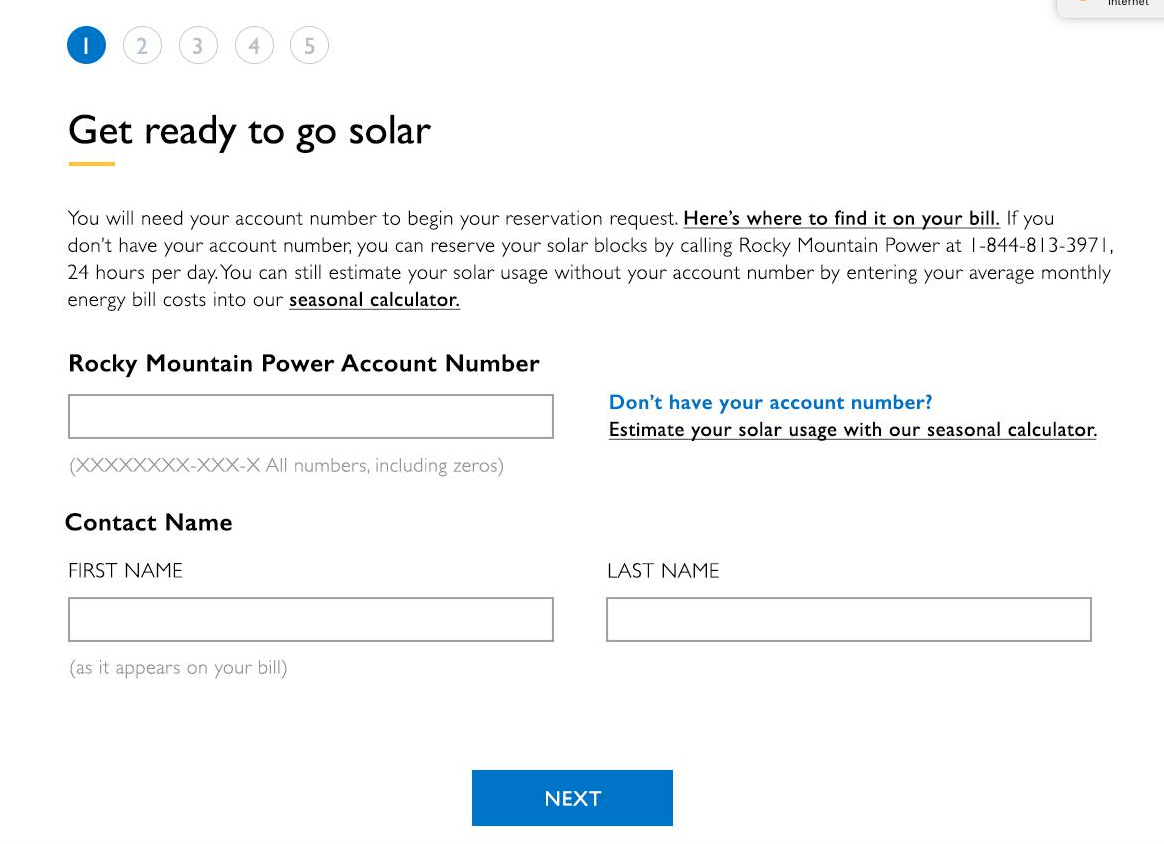 Internet
1 2 3 4 5
Get ready to go solar
You will need your account number to begin your reservation request. Here's where to find it on your bill. If you
don't have your account number, you can reserve your solar blocks by calling Rocky Mountain Power at 1-844-813-3971,
24 hours per day. You can still estimate your solar usage without your account number by entering your average monthly
energy bill costs into our seasonal calculator.
Rocky Mountain Power Account Number
Don't have your account number?
Estimate your solar usage with our seasonal calculator.
(XXXXXXXX-XXX-X All numbers, including zeros)
Contact Name
FIRST NAME
LAST NAME
(as it appears on your bill)
NEXT